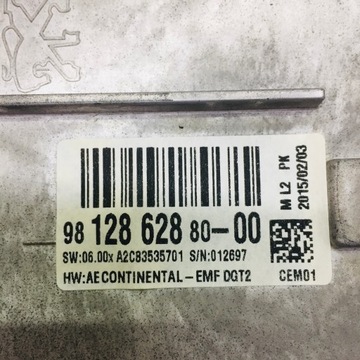 98 128 628 80-00
SW:06.00x A2C83535701 S/N:012697
HW:AE CONTINENTAL-EMF DGT2
CEM01
M L2 PK
2015/02/03